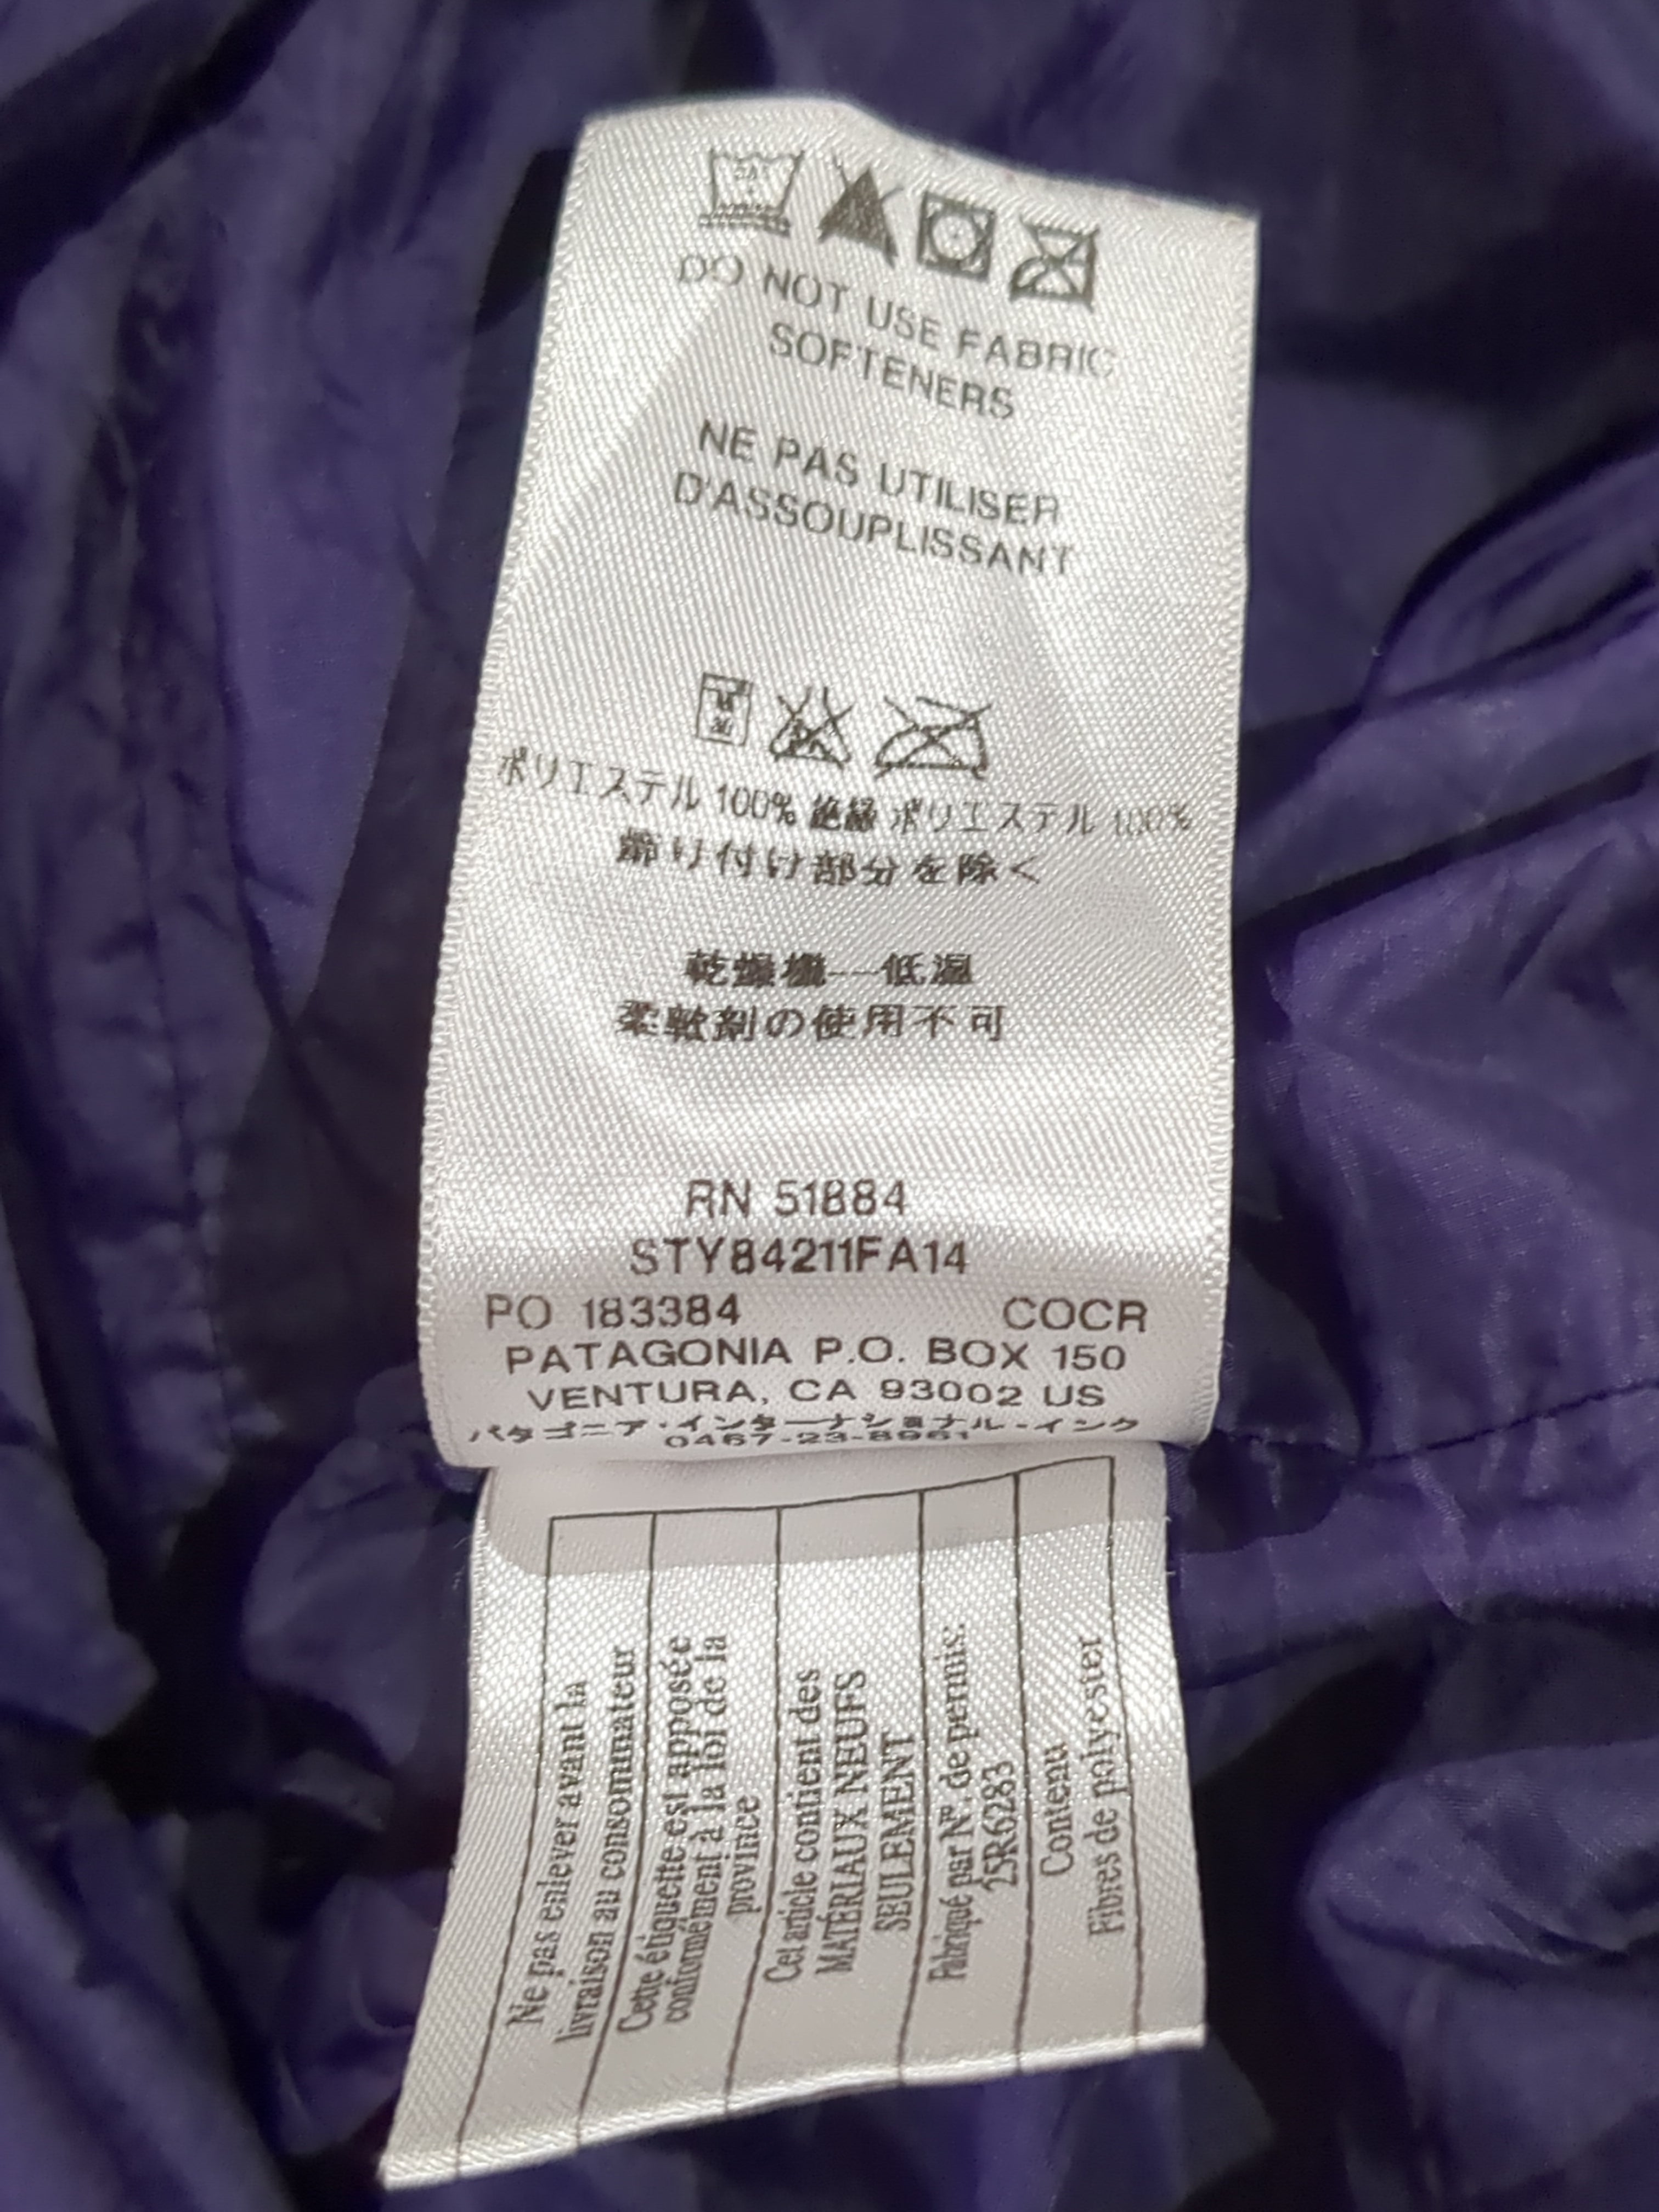 DO NOT USE FABRIC
SOFTENERS
NE PAS UTILISER
D'ASSOUPLISSANT
ポリエステル 100% 絶縁 ポリエステル 100%
飾り付け部分を除く
乾燥機—低温
柔軟剤の使用不可
RN 51884
STY84211FA14
PO 183384 COCR
PATAGONIA P.O. BOX 150
VENTURA, CA 93002 US
パタゴニア・インターナショナル・インク
0467-23-8961
Ne pas enlever avant la
livraison au consommateur
Cette étiquette est apposée
conformément à la loi de la
province
Cet article contient des
MATÉRIAUX NEUFS
SEULEMENT
Fabriqué par Nº. de permis:
25R6283
Contenu
Fibres de polyester